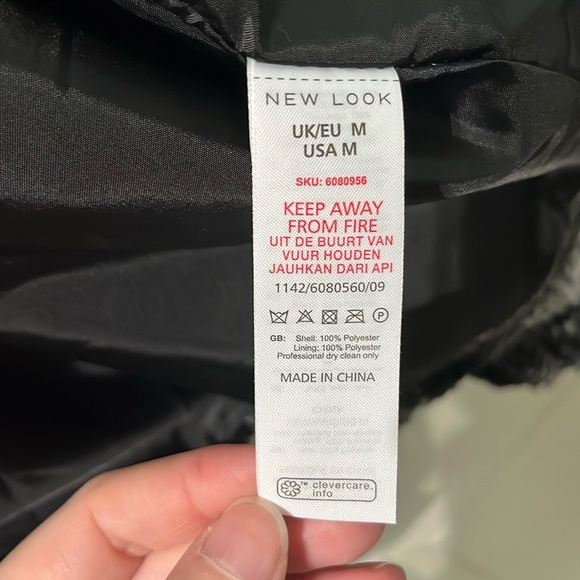 NEW LOOK
UK/EU M
USA M
SKU: 6080956
KEEP AWAY
FROM FIRE
UIT DE BUURT VAN
VUUR HOUDEN
JAUHKAN DARI API
1142/6080560/09
P
GB: Shell: 100% Polyester
Lining; 100% Polyester
Professional dry clean only
MADE IN CHINA
™ clevercare.
info